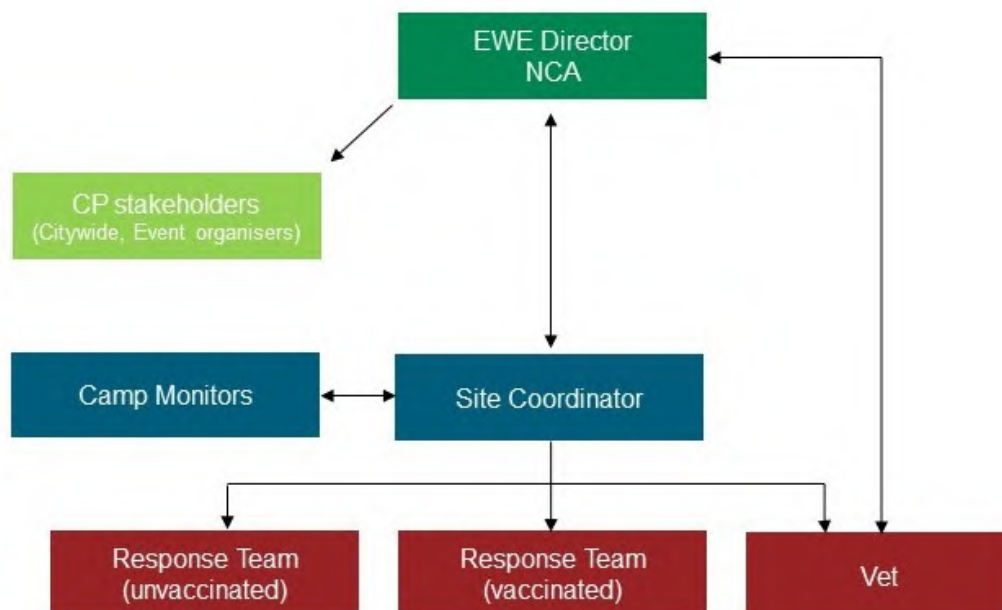 EWE Director
NCA
CP stakeholders
(Citywide, Event organisers)
Camp Monitors
Site Coordinator
Response Team
(unvaccinated)
Response Team
(vaccinated)
Vet